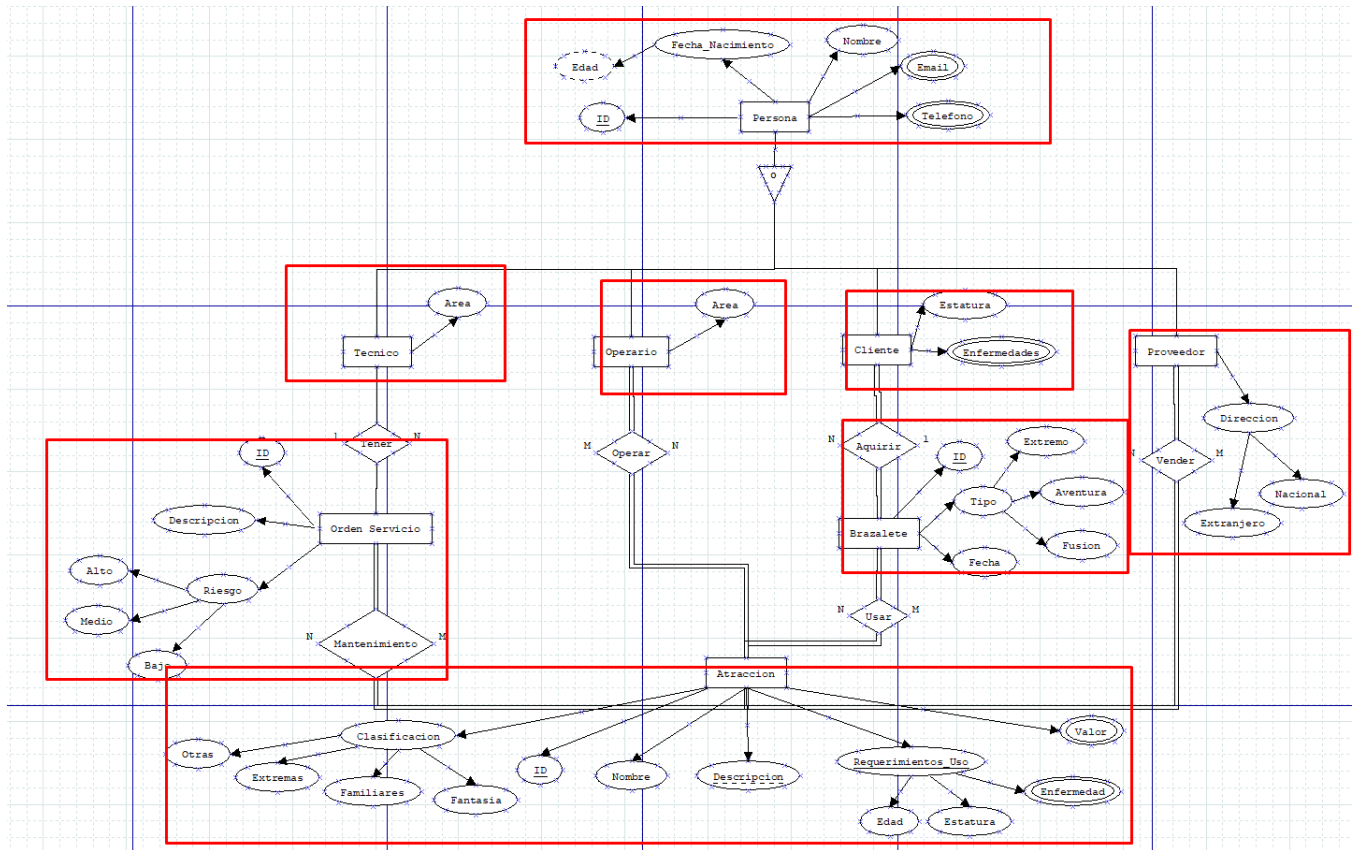 Fecha_Nacimiento
Nombre
Edad
Email
ID
Persona
Telefono
O
Area
Area
Estatura
Tecnico
Operario
Cliente
Enfermedades
Proveedor
Direccion
1 Tener N
M Operar N
N Aquirir 1
ID
Extremo
N Vender M
ID
Tipo
Aventura
Nacional
Descripcion
Orden Servicio
Brazalete
Extranjero
Fusion
Fecha
Alto
Riesgo
Medio
N Usar M
N Mantenimiento M
Bajo
Atraccion
Clasificacion
Valor
Otras
Extremas
ID
Nombre
Descripcion
Requerimientos_Uso
Familiares
Fantasia
Enfermedad
Edad
Estatura